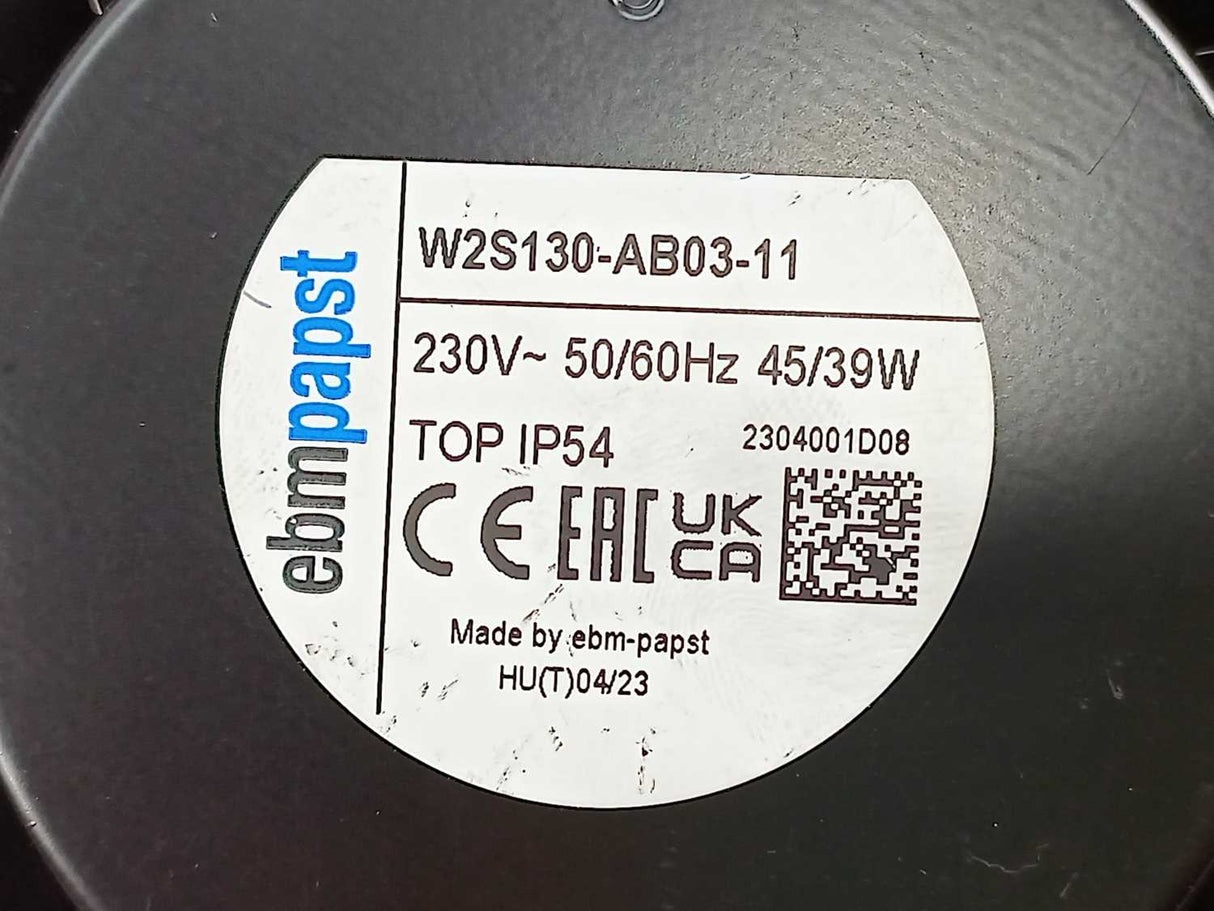 ebmpapst
W2S130-AB03-11
230V~ 50/60Hz 45/39W
TOP IP54 2304001D08
CE EAC UK
CA
Made by ebm-papst
HU(T)04/23